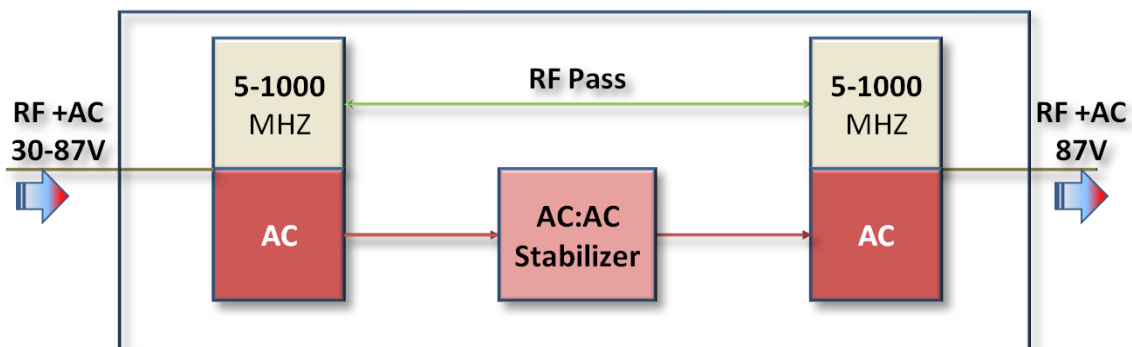 RF +AC
30-87V
5-1000
MHZ
AC
RF Pass
AC:AC
Stabilizer
5-1000
MHZ
AC
RF +AC
87V